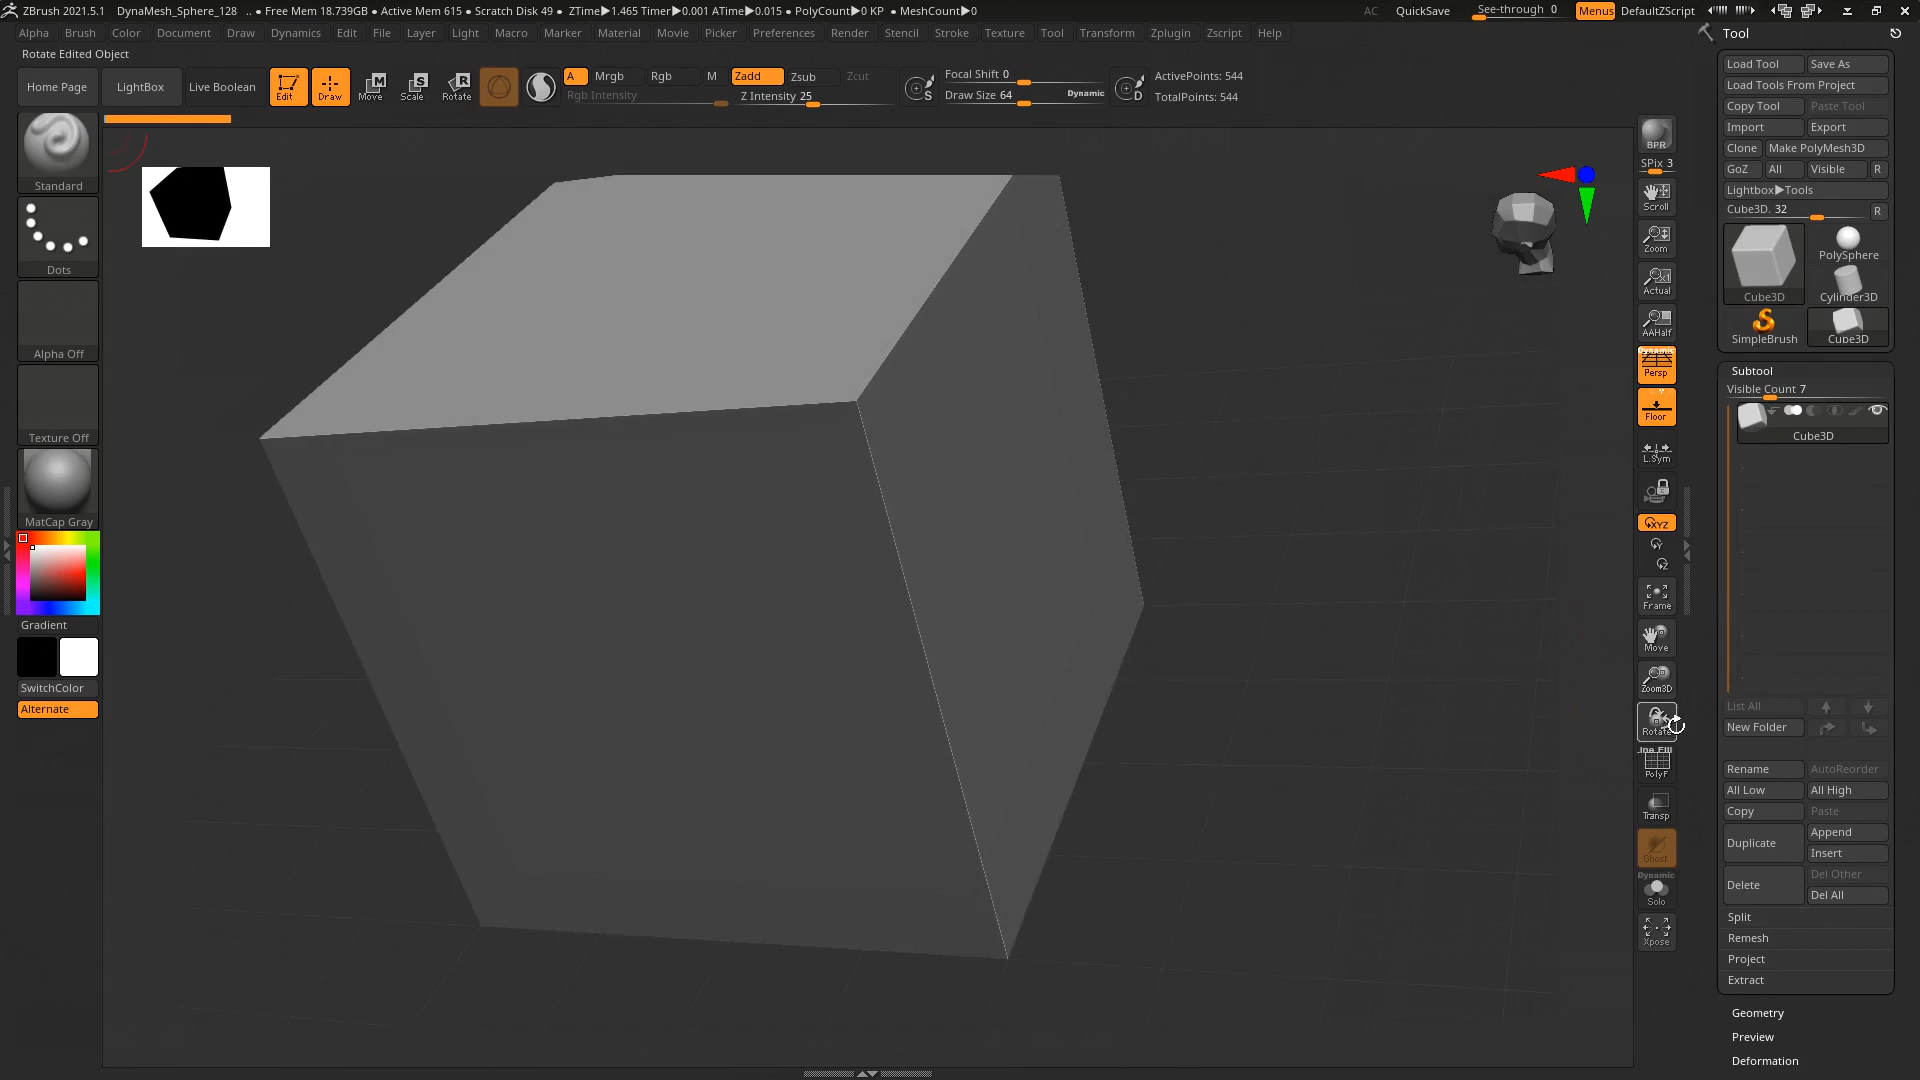 ZBrush 2021.5.1 DynaMesh_Sphere_128 .. • Free Mem 18.739GB • Active Mem 615 • Scratch Disk 49 • ZTime▶1.465 Timer▶0.001 ATime▶0.015 • PolyCount▶0 KP • MeshCount▶0 AC QuickSave See-through 0 Menus DefaultZScript
Alpha Brush Color Document Draw Dynamics Edit File Layer Light Macro Marker Material Movie Picker Preferences Render Stencil Stroke Texture Tool Transform Zplugin Zscript Help
Rotate Edited Object
Home Page
LightBox
Live Boolean
Edit
Draw
Move
Scale
Rotate
A Mrgb Rgb M
Rgb Intensity
Zadd Zsub Zcut
Z Intensity 25
S
Focal Shift 0
Draw Size 64 Dynamic
D
ActivePoints: 544
TotalPoints: 544
Standard
Dots
Alpha Off
Texture Off
MatCap Gray
Gradient
SwitchColor
Alternate
BPR
SPix 3
Scroll
Zoom
Actual
AAHalf
Dynamic
Persp
Floor
L.Sym
XYZ
Y
Z
Frame
Move
Zoom3D
Rotate
Line Fill
PolyF
Transp
Ghost
Dynamic
Solo
Xpose
Tool
Load Tool Save As
Load Tools From Project
Copy Tool Paste Tool
Import Export
Clone Make PolyMesh3D
GoZ All Visible R
Lightbox▶Tools
Cube3D. 32 R
Cube3D
PolySphere
Cylinder3D
SimpleBrush
Cube3D
Subtool
Visible Count 7
Cube3D
List All
New Folder
Rename AutoReorder
All Low All High
Copy Paste
Duplicate Append
Insert
Delete Del Other
Del All
Split
Remesh
Project
Extract
Geometry
Preview
Deformation